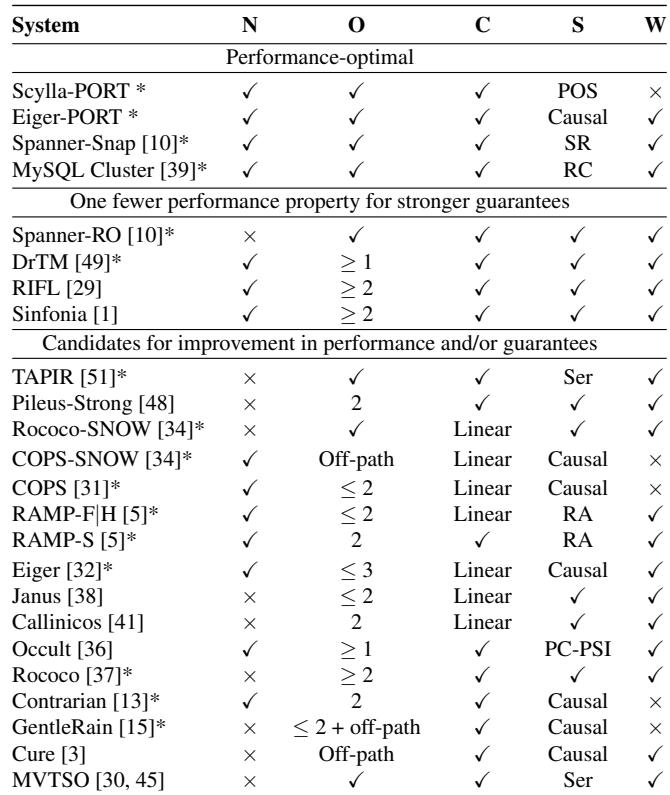 System N O C S W
Performance-optimal
Scylla-PORT * ✓ ✓ ✓ POS ×
Eiger-PORT * ✓ ✓ ✓ Causal ✓
Spanner-Snap [10]* ✓ ✓ ✓ SR ✓
MySQL Cluster [39]* ✓ ✓ ✓ RC ✓
One fewer performance property for stronger guarantees
Spanner-RO [10]* × ✓ ✓ ✓ ✓
DrTM [49]* ✓ ≥ 1 ✓ ✓ ✓
RIFL [29] ✓ ≥ 2 ✓ ✓ ✓
Sinfonia [1] ✓ ≥ 2 ✓ ✓ ✓
Candidates for improvement in performance and/or guarantees
TAPIR [51]* × ✓ ✓ Ser ✓
Pileus-Strong [48] × 2 ✓ ✓ ✓
Rococo-SNOW [34]* × ✓ Linear ✓ ✓
COPS-SNOW [34]* ✓ Off-path Linear Causal ×
COPS [31]* ✓ ≤ 2 Linear Causal ×
RAMP-F|H [5]* ✓ ≤ 2 Linear RA ✓
RAMP-S [5]* ✓ 2 ✓ RA ✓
Eiger [32]* ✓ ≤ 3 Linear Causal ✓
Janus [38] × ≤ 2 Linear ✓ ✓
Callinicos [41] × 2 Linear ✓ ✓
Occult [36] ✓ ≥ 1 ✓ PC-PSI ✓
Rococo [37]* × ≥ 2 ✓ ✓ ✓
Contrarian [13]* ✓ 2 ✓ Causal ×
GentleRain [15]* × ≤ 2 + off-path ✓ Causal ×
Cure [3] × Off-path ✓ Causal ✓
MVTSO [30, 45] × ✓ ✓ Ser ✓